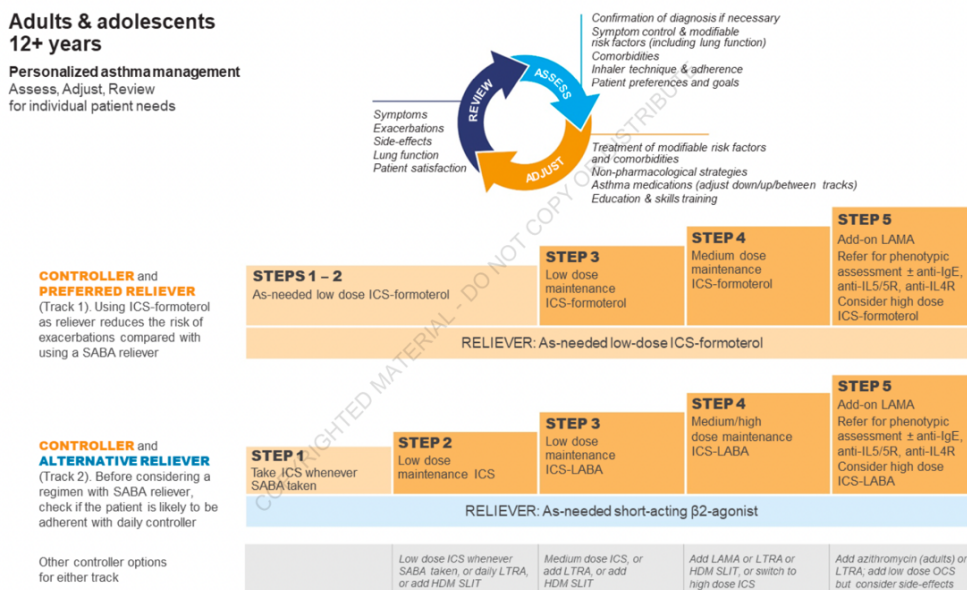 Adults & adolescents
12+ years
Personalized asthma management
Assess, Adjust, Review
for individual patient needs
Confirmation of diagnosis if necessary
Symptom control & modifiable
risk factors (including lung function)
Comorbidities
Inhaler technique & adherence
Patient preferences and goals
REVIEW
ASSESS
ADJUST
Symptoms
Exacerbations
Side-effects
Lung function
Patient satisfaction
Treatment of modifiable risk factors
and comorbidities
Non-pharmacological strategies
Asthma medications (adjust down/up/between tracks)
Education & skills training
COPYRIGHTED MATERIAL - DO NOT COPY OR DISTRIBUTE
CONTROLLER and
PREFERRED RELIEVER
(Track 1). Using ICS-formoterol
as reliever reduces the risk of
exacerbations compared with
using a SABA reliever
STEPS 1 – 2
As-needed low dose ICS-formoterol
STEP 3
Low dose
maintenance
ICS-formoterol
STEP 4
Medium dose
maintenance
ICS-formoterol
STEP 5
Add-on LAMA
Refer for phenotypic
assessment ± anti-IgE,
anti-IL5/5R, anti-IL4R
Consider high dose
ICS-formoterol
RELIEVER: As-needed low-dose ICS-formoterol
CONTROLLER and
ALTERNATIVE RELIEVER
(Track 2). Before considering a
regimen with SABA reliever,
check if the patient is likely to be
adherent with daily controller
STEP 1
Take ICS whenever
SABA taken
STEP 2
Low dose
maintenance ICS
STEP 3
Low dose
maintenance
ICS-LABA
STEP 4
Medium/high
dose maintenance
ICS-LABA
STEP 5
Add-on LAMA
Refer for phenotypic
assessment ± anti-IgE,
anti-IL5/5R, anti-IL4R
Consider high dose
ICS-LABA
RELIEVER: As-needed short-acting β2-agonist
Other controller options
for either track
Low dose ICS whenever
SABA taken, or daily LTRA,
or add HDM SLIT
Medium dose ICS, or
add LTRA, or add
HDM SLIT
Add LAMA or LTRA or
HDM SLIT, or switch to
high dose ICS
Add azithromycin (adults) or
LTRA; add low dose OCS
but consider side-effects